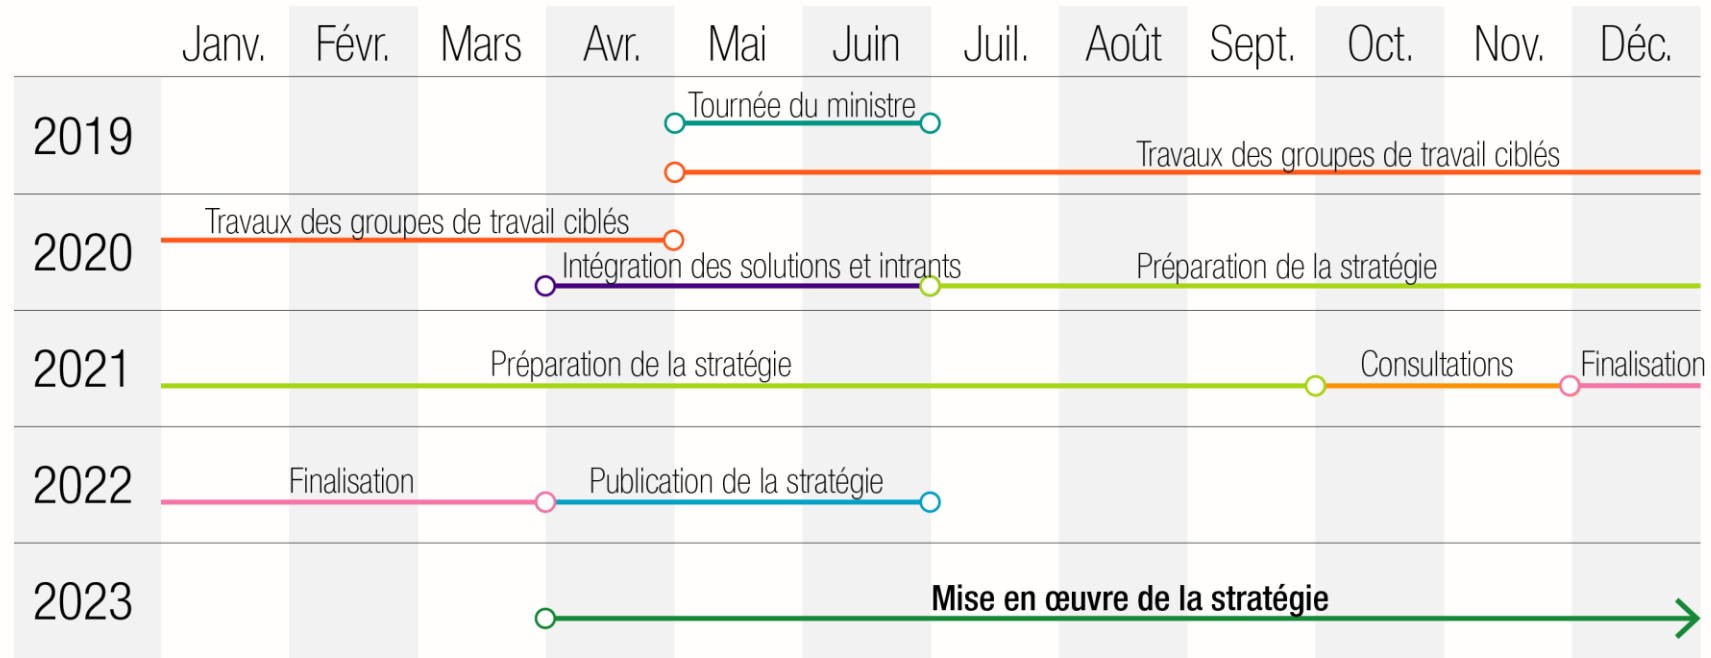 Janv. Févr. Mars Avr. Mai Juin Juil. Août Sept. Oct. Nov. Déc.
2019
Tournée du ministre
Travaux des groupes de travail ciblés
2020
Travaux des groupes de travail ciblés
Intégration des solutions et intrants
Préparation de la stratégie
2021
Préparation de la stratégie
Consultations
Finalisation
2022
Finalisation
Publication de la stratégie
2023
Mise en œuvre de la stratégie